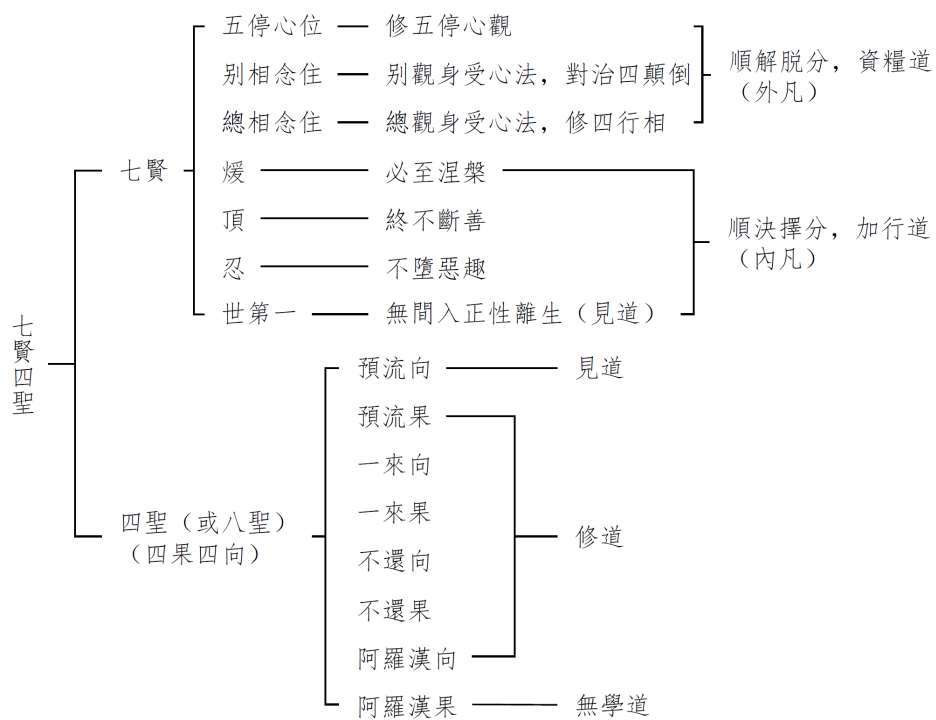 七賢四聖
七賢
五停心位
修五停心觀
別相念住
別觀身受心法，對治四顛倒
總相念住
總觀身受心法，修四行相
順解脫分，資糧道
（外凡）
煖
必至涅槃
頂
終不斷善
忍
不墮惡趣
世第一
無間入正性離生（見道）
順決擇分，加行道
（內凡）
四聖（或八聖）
（四果四向）
預流向
見道
預流果
一來向
一來果
不還向
不還果
阿羅漢向
修道
阿羅漢果
無學道